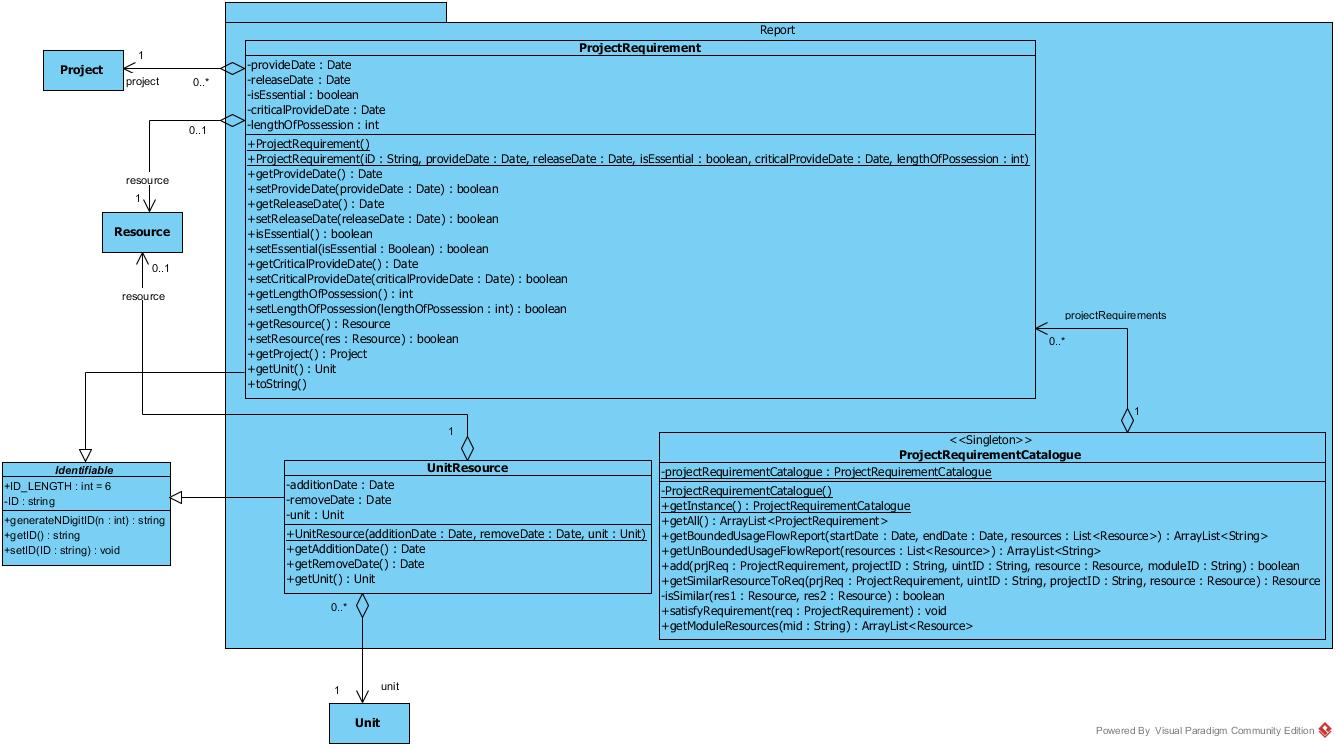 Report
ProjectRequirement
-provideDate : Date
-releaseDate : Date
-isEssential : boolean
-criticalProvideDate : Date
-lengthOfPossession : int
+ProjectRequirement()
+ProjectRequirement(iD : String, provideDate : Date, releaseDate : Date, isEssential : boolean, criticalProvideDate : Date, lengthOfPossession : int)
+getProvideDate() : Date
+setProvideDate(provideDate : Date) : boolean
+getReleaseDate() : Date
+setReleaseDate(releaseDate : Date) : boolean
+isEssential() : boolean
+setEssential(isEssential : Boolean) : boolean
+getCriticalProvideDate() : Date
+setCriticalProvideDate(criticalProvideDate : Date) : boolean
+getLengthOfPossession() : int
+setLengthOfPossession(lengthOfPossession : int) : boolean
+getResource() : Resource
+setResource(res : Resource) : boolean
+getProject() : Project
+getUnit() : Unit
+toString()
Project
1
project
0..*
0..1
resource
1
Resource
0..1
resource
projectRequirements
0..*
1
1
Identifiable
+ID_LENGTH : int = 6
-ID : string
+generateNDigitID(n : int) : string
+getID() : string
+setID(ID : string) : void
UnitResource
-additionDate : Date
-removeDate : Date
-unit : Unit
+UnitResource(additionDate : Date, removeDate : Date, unit : Unit)
+getAdditionDate() : Date
+getRemoveDate() : Date
+getUnit() : Unit
<<Singleton>>
ProjectRequirementCatalogue
-projectRequirementCatalogue : ProjectRequirementCatalogue
-ProjectRequirementCatalogue()
+getInstance() : ProjectRequirementCatalogue
+getAll() : ArrayList<ProjectRequirement>
+getBoundedUsageFlowReport(startDate : Date, endDate : Date, resources : List<Resource>) : ArrayList<String>
+getUnBoundedUsageFlowReport(resources : List<Resource>) : ArrayList<String>
+add(prjReq : ProjectRequirement, projectID : String, uintID : String, resource : Resource, moduleID : String) : boolean
+getSimilarResourceToReq(prjReq : ProjectRequirement, uintID : String, projectID : String, resource : Resource) : Resource
-isSimilar(res1 : Resource, res2 : Resource) : boolean
+satisfyRequirement(req : ProjectRequirement) : void
+getModuleResources(mid : String) : ArrayList<Resource>
0..*
1
unit
Unit
Powered By Visual Paradigm Community Edition